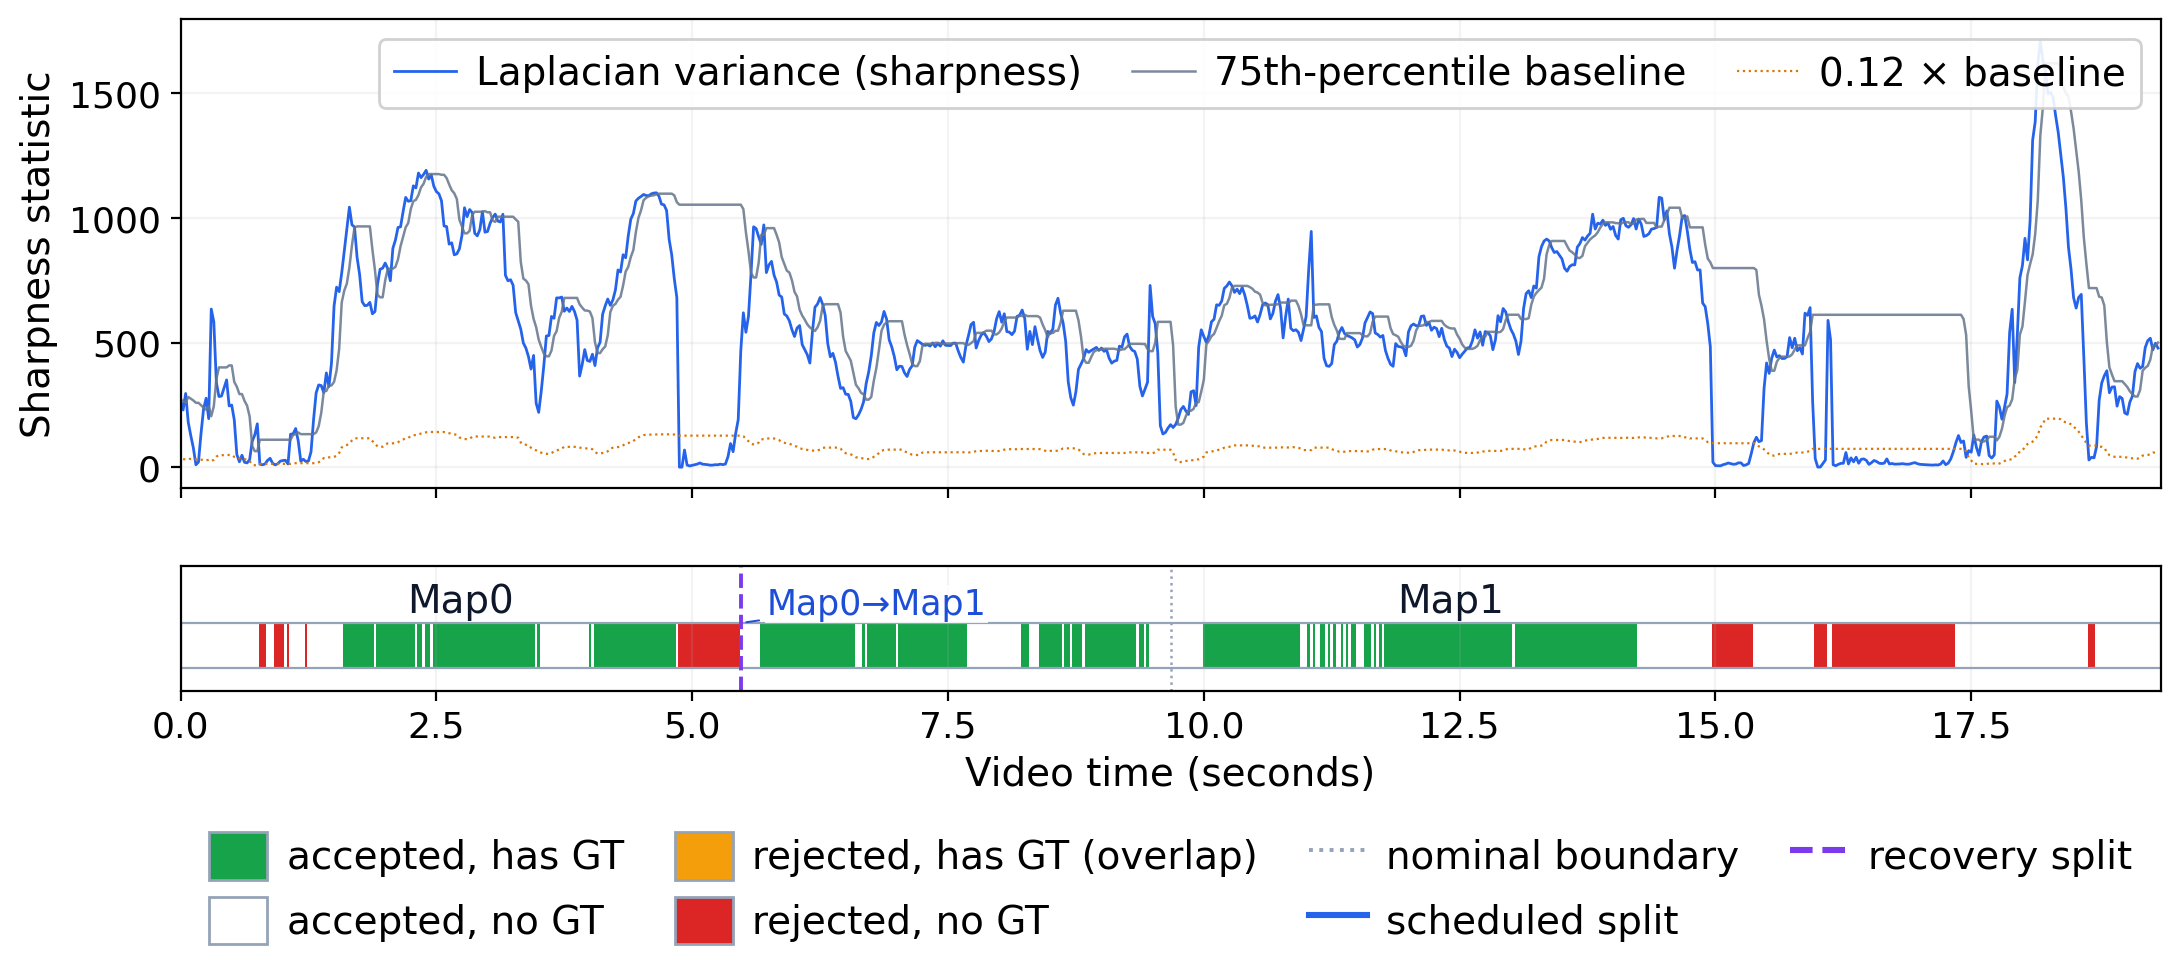 Laplacian variance (sharpness)
75th-percentile baseline
0.12 × baseline
Sharpness statistic
1500
1000
500
0
Map0
Map0→Map1
Map1
0.0
2.5
5.0
7.5
10.0
12.5
15.0
17.5
Video time (seconds)
accepted, has GT
rejected, has GT (overlap)
nominal boundary
recovery split
accepted, no GT
rejected, no GT
scheduled split